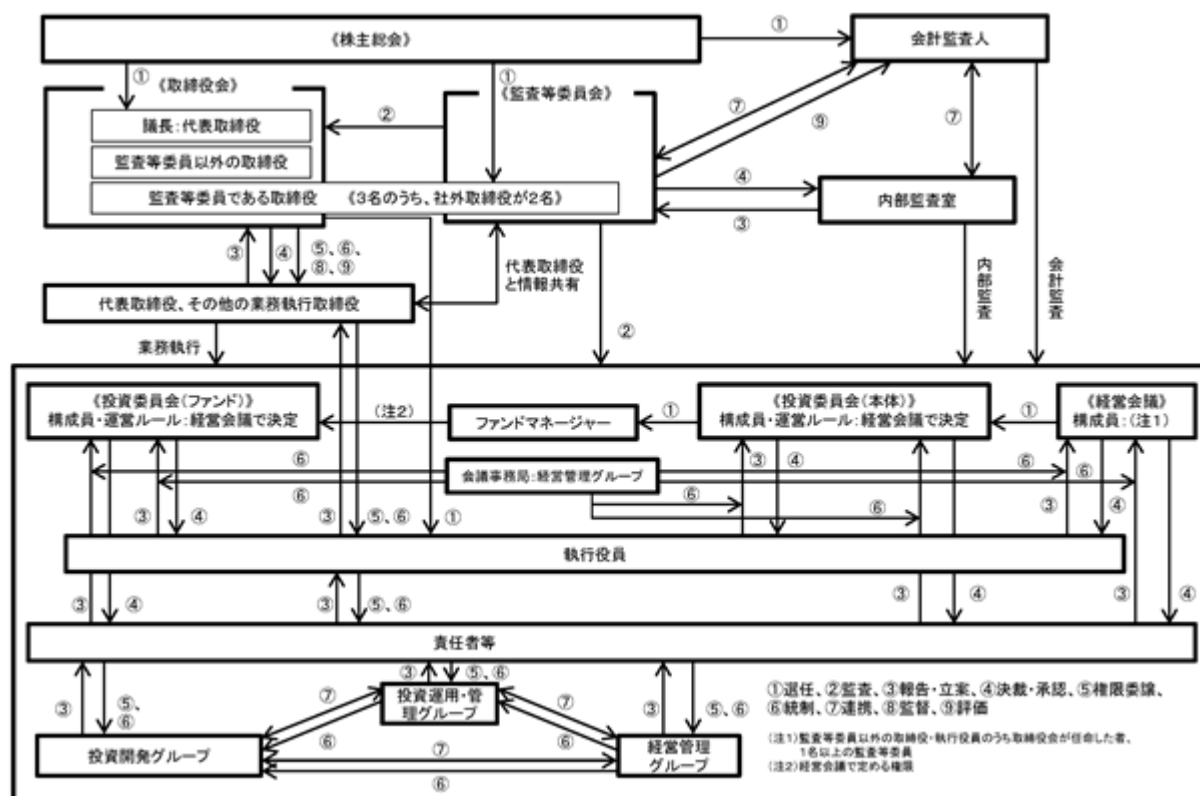 《株主総会》
①
会計監査人
①
《取締役会》
①
《監査等委員会》
議長：代表取締役
②
⑦
⑨
⑦
監査等委員以外の取締役
監査等委員である取締役　《3名のうち、社外取締役が2名》
④
③
内部監査室
③
④
⑤、⑥、
⑧、⑨
代表取締役
と情報共有
内部監査
会計監査
代表取締役、その他の業務執行取締役
②
業務執行
《投資委員会（ファンド）》
構成員・運営ルール：経営会議で決定
（注2）
ファンドマネージャー
①
《投資委員会（本体）》
構成員・運営ルール：経営会議で決定
①
《経営会議》
構成員：（注1）
⑥
⑥
会議事務局：経営管理グループ
③
④
⑥
⑥
⑥
⑥
③
④
③
⑤、⑥
①
③
④
執行役員
③
④
③
⑤、⑥
③
④
③
④
責任者等
③
⑤、
⑥
③
⑤、⑥
③
⑤、⑥
投資運用・管
理グループ
⑦
⑥
⑦
⑥
投資開発グループ
⑦
⑥
経営管理
グループ
①選任、②監査、③報告・立案、④決裁・承認、⑤権限委譲、
⑥統制、⑦連携、⑧監督、⑨評価
（注1）監査等委員以外の取締役・執行役員のうち取締役会が任命した者、
1名以上の監査等委員
（注2）経営会議で定める権限